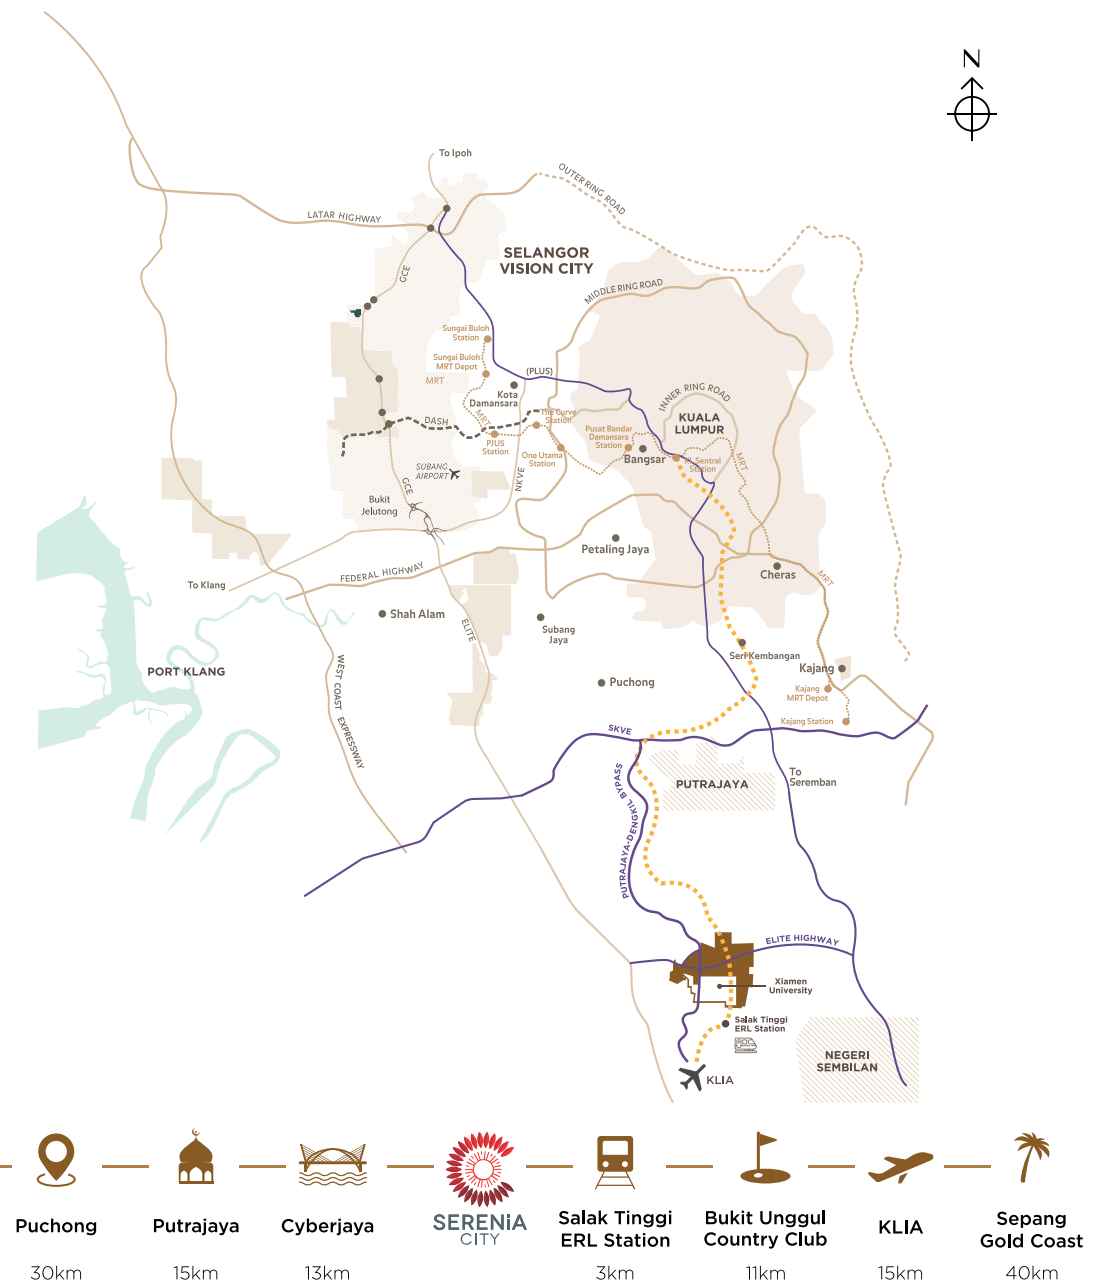 N
To Ipoh
OUTER RING ROAD
LATAR HIGHWAY
SELANGOR
VISION CITY
GCE
MIDDLE RING ROAD
Sungai Buloh
Station
Sungai Buloh
MRT Depot
MRT
(PLUS)
Kota
Damansara
INNER RING ROAD
MRT
The Curve
Station
DASH
KUALA
LUMPUR
Pusat Bandar
Damansara
Station
PJU5
Station
One Utama
Station
Bangsar
KL Sentral
Station
MRT
SUBANG
AIRPORT
NKVE
GCE
Bukit
Jelutong
Petaling Jaya
FEDERAL HIGHWAY
Cheras
MRT
To Klang
Shah Alam
ELITE
Subang
Jaya
Seri Kembangan
Kajang
PORT KLANG
WEST COAST EXPRESSWAY
Puchong
Kajang
MRT Depot
Kajang Station
SKVE
PUTRAJAYA
To
Seremban
PUTRAJAYA-DENGKIL BYPASS
ELITE HIGHWAY
Xiamen
University
Salak Tinggi
ERL Station
NEGERI
SEMBILAN
KLIA
Puchong
30km
Putrajaya
15km
Cyberjaya
13km
SERENiA
CITY
Salak Tinggi
ERL Station
3km
Bukit Unggul
Country Club
11km
KLIA
15km
Sepang
Gold Coast
40km